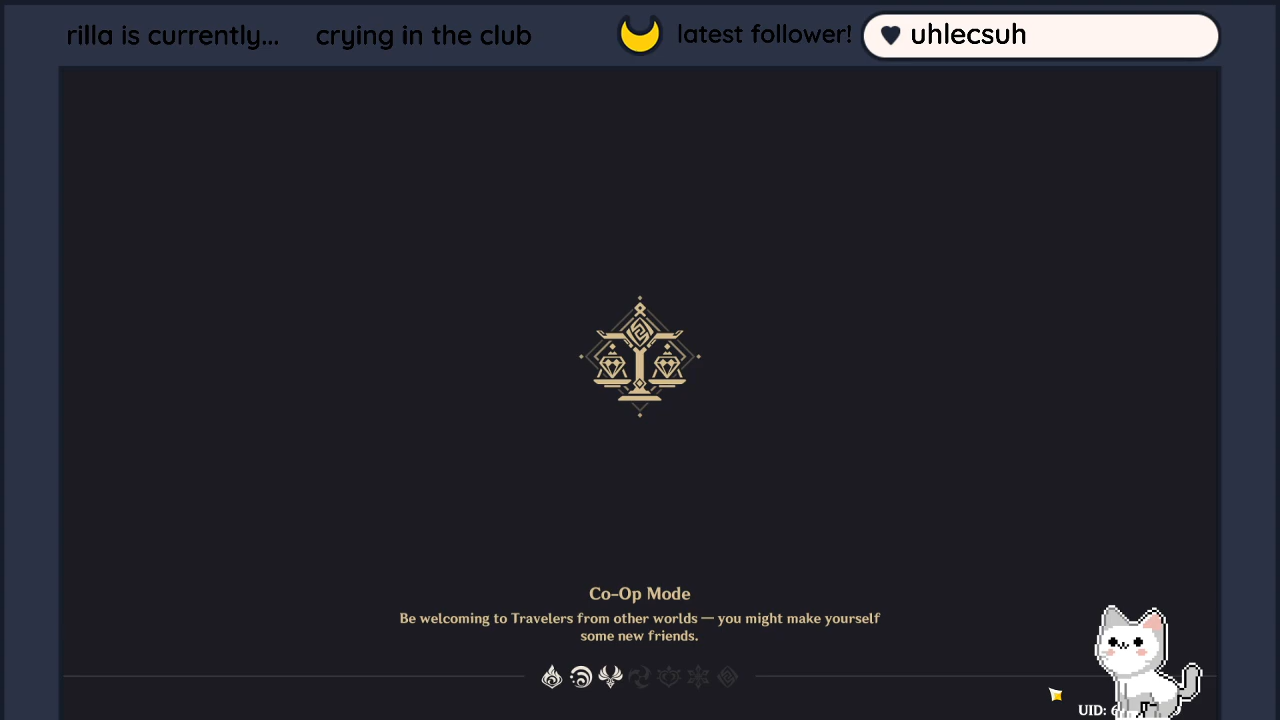 rilla is currently... crying in the club latest follower! uhlecsuh
Co-Op Mode
Be welcoming to Travelers from other worlds — you might make yourself
some new friends.
UID: 6